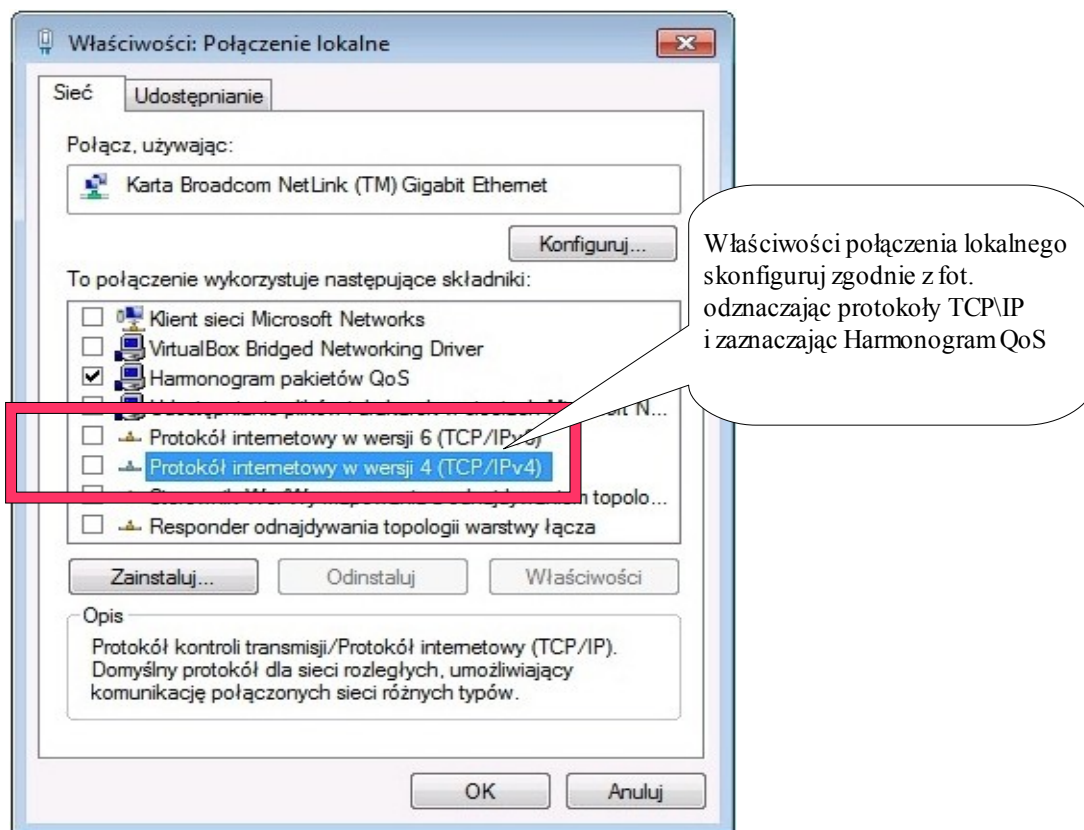 Właściwości: Połączenie lokalne
Sieć
Udostępnianie
Połącz, używając:
Karta Broadcom NetLink (TM) Gigabit Ethernet
Konfiguruj...
To połączenie wykorzystuje następujące składniki:
Klient sieci Microsoft Networks
VirtualBox Bridged Networking Driver
Harmonogram pakietów QoS
N...
Protokół internetowy w wersji 6 (TCP/IPv6)
Protokół internetowy w wersji 4 (TCP/IPv4)
topolo...
Responder odnajdywania topologii warstwy łącza
Zainstaluj...
Odinstaluj
Właściwości
Opis
Protokół kontroli transmisji/Protokół internetowy (TCP/IP).
Domyślny protokół dla sieci rozległych, umożliwiający
komunikację połączonych sieci różnych typów.
OK
Anuluj
Właściwości połączenia lokalnego
skonfiguruj zgodnie z fot.
odznaczając protokoły TCP\IP
i zaznaczając Harmonogram QoS